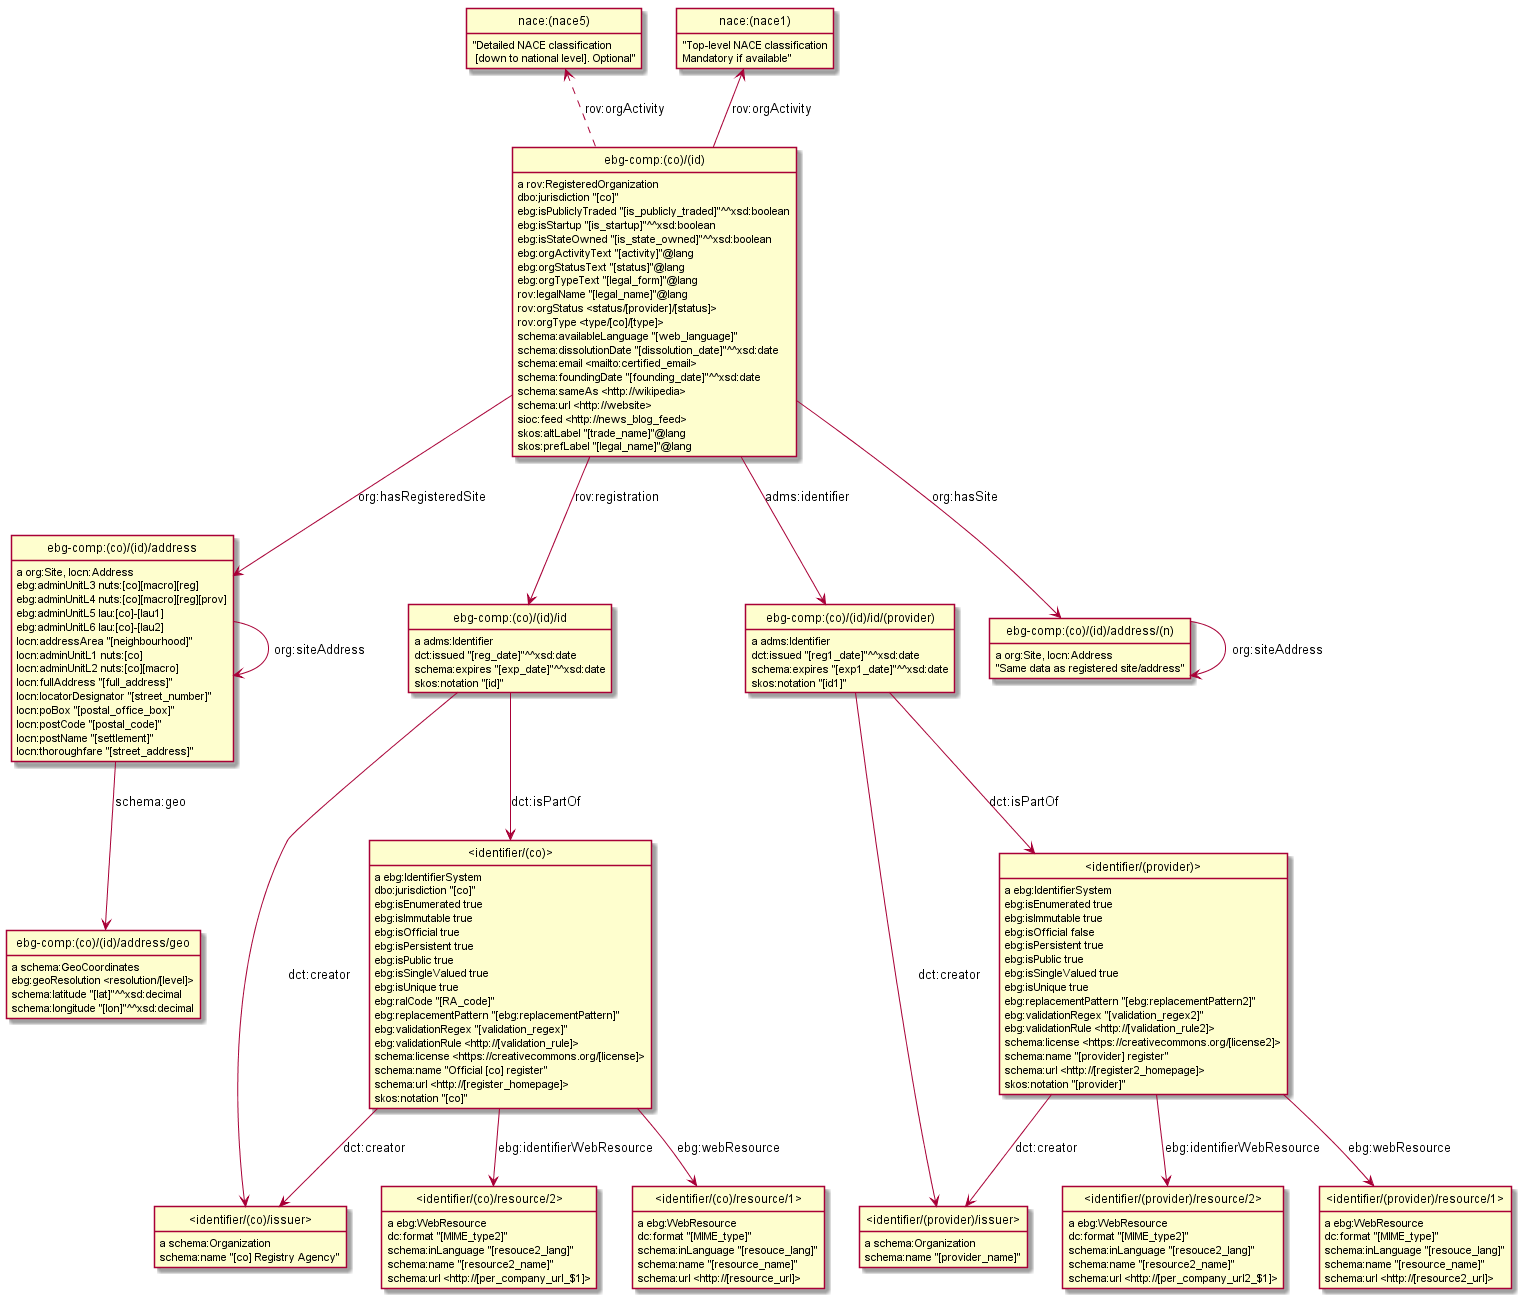 nace:(nace5)
"Detailed NACE classification
[down to national level]. Optional"
nace:(nace1)
"Top-level NACE classification
Mandatory if available"
rov:orgActivity
rov:orgActivity
ebg-comp:(co)/(id)
a rov:RegisteredOrganization
dbo:jurisdiction "[co]"
ebg:isPubliclyTraded "[is_publicly_traded]"^^xsd:boolean
ebg:isStartup "[is_startup]"^^xsd:boolean
ebg:isStateOwned "[is_state_owned]"^^xsd:boolean
ebg:orgActivityText "[activity]"@lang
ebg:orgStatusText "[status]"@lang
ebg:orgTypeText "[legal_form]"@lang
rov:legalName "[legal_name]"@lang
rov:orgStatus <status/[provider]/[status]>
rov:orgType <type/[co]/[type]>
schema:availableLanguage "[web_language]"
schema:dissolutionDate "[dissolution_date]"^^xsd:date
schema:email <mailto:certified_email>
schema:foundingDate "[founding_date]"^^xsd:date
schema:sameAs <http://wikipedia>
schema:url <http://website>
sioc:feed <http://news_blog_feed>
skos:altLabel "[trade_name]"@lang
skos:prefLabel "[legal_name]"@lang
org:hasRegisteredSite
rov:registration
adms:identifier
org:hasSite
ebg-comp:(co)/(id)/address
a org:Site, locn:Address
ebg:adminUnitL3 nuts:[co][macro][reg]
ebg:adminUnitL4 nuts:[co][macro][reg][prov]
ebg:adminUnitL5 lau:[co]-[lau1]
ebg:adminUnitL6 lau:[co]-[lau2]
locn:addressArea "[neighbourhood]"
locn:adminUnitL1 nuts:[co]
locn:adminUnitL2 nuts:[co][macro]
locn:fullAddress "[full_address]"
locn:locatorDesignator "[street_number]"
locn:poBox "[postal_office_box]"
locn:postCode "[postal_code]"
locn:postName "[settlement]"
locn:thoroughfare "[street_address]"
org:siteAddress
ebg-comp:(co)/(id)/id
a adms:Identifier
dct:issued "[reg_date]"^^xsd:date
schema:expires "[exp_date]"^^xsd:date
skos:notation "[id]"
ebg-comp:(co)/(id)/id/(provider)
a adms:Identifier
dct:issued "[reg1_date]"^^xsd:date
schema:expires "[exp1_date]"^^xsd:date
skos:notation "[id1]"
ebg-comp:(co)/(id)/address/(n)
a org:Site, locn:Address
"Same data as registered site/address"
org:siteAddress
schema:geo
dct:isPartOf
dct:isPartOf
ebg-comp:(co)/(id)/address/geo
a schema:GeoCoordinates
ebg:geoResolution <resolution/[level]>
schema:latitude "[lat]"^^xsd:decimal
schema:longitude "[lon]"^^xsd:decimal
dct:creator
<identifier/(co)>
a ebg:IdentifierSystem
dbo:jurisdiction "[co]"
ebg:isEnumerated true
ebg:isImmutable true
ebg:isOfficial true
ebg:isPersistent true
ebg:isPublic true
ebg:isSingleValued true
ebg:isUnique true
ebg:ralCode "[RA_code]"
ebg:replacementPattern "[ebg:replacementPattern]"
ebg:validationRegex "[validation_regex]"
ebg:validationRule <http://[validation_rule]>
schema:license <https://creativecommons.org/[license]>
schema:name "Official [co] register"
schema:url <http://[register_homepage]>
skos:notation "[co]"
dct:creator
<identifier/(provider)>
a ebg:IdentifierSystem
ebg:isEnumerated true
ebg:isImmutable true
ebg:isOfficial false
ebg:isPersistent true
ebg:isPublic true
ebg:isSingleValued true
ebg:isUnique true
ebg:replacementPattern "[ebg:replacementPattern2]"
ebg:validationRegex "[validation_regex2]"
ebg:validationRule <http://[validation_rule2]>
schema:license <https://creativecommons.org/[license2]>
schema:name "[provider] register"
schema:url <http://[register2_homepage]>
skos:notation "[provider]"
dct:creator
ebg:identifierWebResource
ebg:webResource
dct:creator
ebg:identifierWebResource
ebg:webResource
<identifier/(co)/issuer>
a schema:Organization
schema:name "[co] Registry Agency"
<identifier/(co)/resource/2>
a ebg:WebResource
dc:format "[MIME_type2]"
schema:inLanguage "[resouce2_lang]"
schema:name "[resource2_name]"
schema:url <http://[per_company_url_$1]>
<identifier/(co)/resource/1>
a ebg:WebResource
dc:format "[MIME_type]"
schema:inLanguage "[resouce_lang]"
schema:name "[resource_name]"
schema:url <http://[resource_url]>
<identifier/(provider)/issuer>
a schema:Organization
schema:name "[provider_name]"
<identifier/(provider)/resource/2>
a ebg:WebResource
dc:format "[MIME_type2]"
schema:inLanguage "[resouce2_lang]"
schema:name "[resource2_name]"
schema:url <http://[per_company_url2_$1]>
<identifier/(provider)/resource/1>
a ebg:WebResource
dc:format "[MIME_type]"
schema:inLanguage "[resouce_lang]"
schema:name "[resource_name]"
schema:url <http://[resource2_url]>